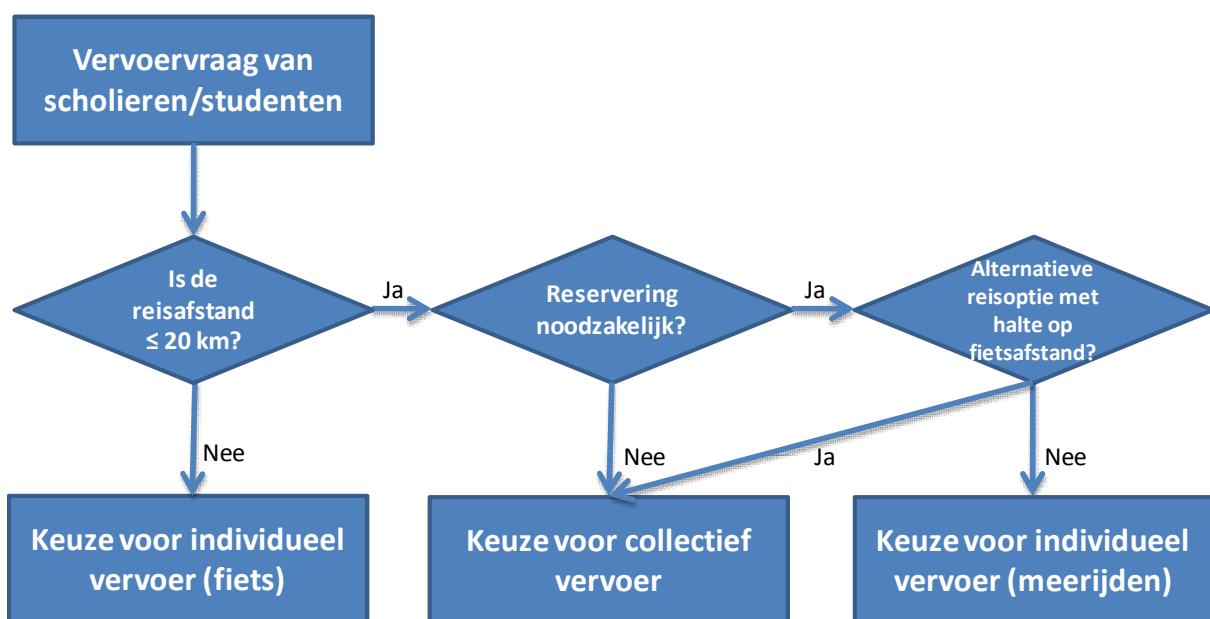 Vervoervraag van
scholieren/studenten
Is de
reisafstand
≤ 20 km?
Ja
Reservering
noodzakelijk?
Ja
Alternatieve
reisoptie met
halte op
fietsafstand?
Nee
Nee
Ja
Nee
Keuze voor individueel
vervoer (fiets)
Keuze voor collectief
vervoer
Keuze voor individueel
vervoer (meerijden)